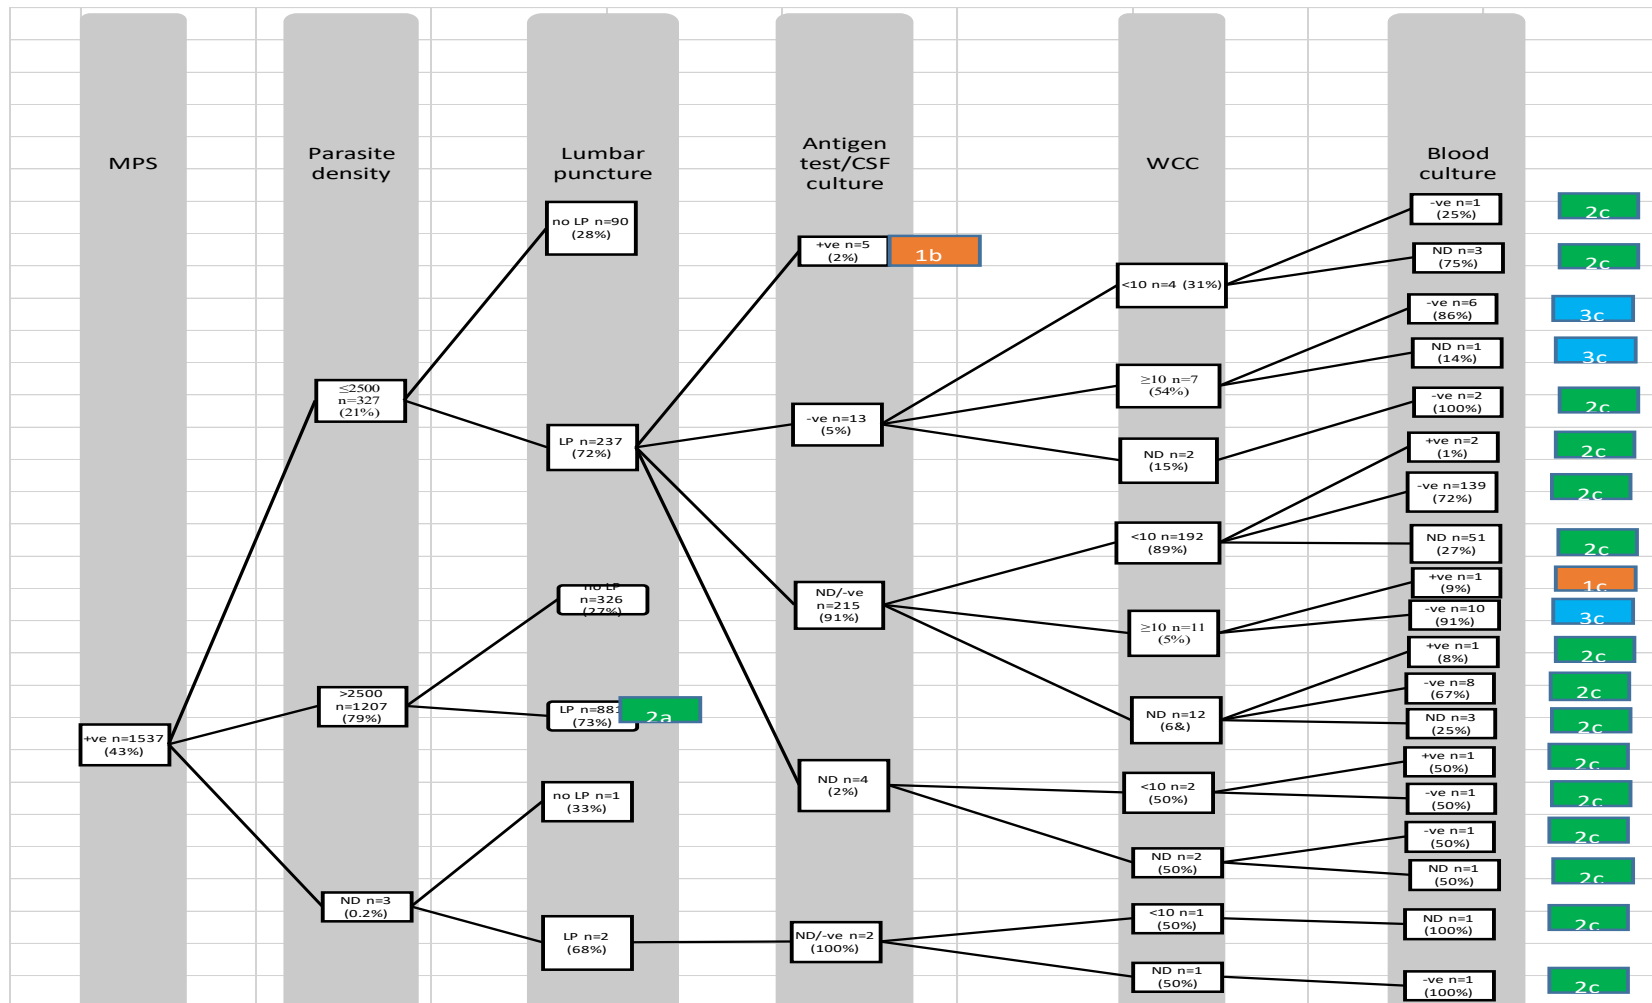 MPS
Parasite
density
Lumbar
puncture
Antigen
test/CSF
culture
WCC
Blood
culture
+ve n=1537
(43%)
≤2500
n=327
(21%)
>2500
n=1207
(79%)
ND n=3
(0.2%)
no LP n=90
(28%)
LP n=237
(72%)
no LP
n=326
(27%)
LP n=881
(73%)
2a
no LP n=1
(33%)
LP n=2
(68%)
+ve n=5
(2%)
1b
-ve n=13
(5%)
ND/-ve
n=215
(91%)
ND n=4
(2%)
ND/-ve n=2
(100%)
<10 n=4 (31%)
≥10 n=7
(54%)
ND n=2
(15%)
<10 n=192
(89%)
≥10 n=11
(5%)
ND n=12
(6&)
<10 n=2
(50%)
ND n=2
(50%)
<10 n=1
(50%)
ND n=1
(50%)
-ve n=1
(25%)
2c
ND n=3
(75%)
2c
-ve n=6
(86%)
3c
ND n=1
(14%)
3c
-ve n=2
(100%)
2c
+ve n=2
(1%)
2c
-ve n=139
(72%)
2c
ND n=51
(27%)
2c
+ve n=1
(9%)
1c
-ve n=10
(91%)
3c
+ve n=1
(8%)
2c
-ve n=8
(67%)
2c
ND n=3
(25%)
2c
+ve n=1
(50%)
2c
-ve n=1
(50%)
2c
-ve n=1
(50%)
2c
ND n=1
(50%)
2c
ND n=1
(100%)
2c
-ve n=1
(100%)
2c